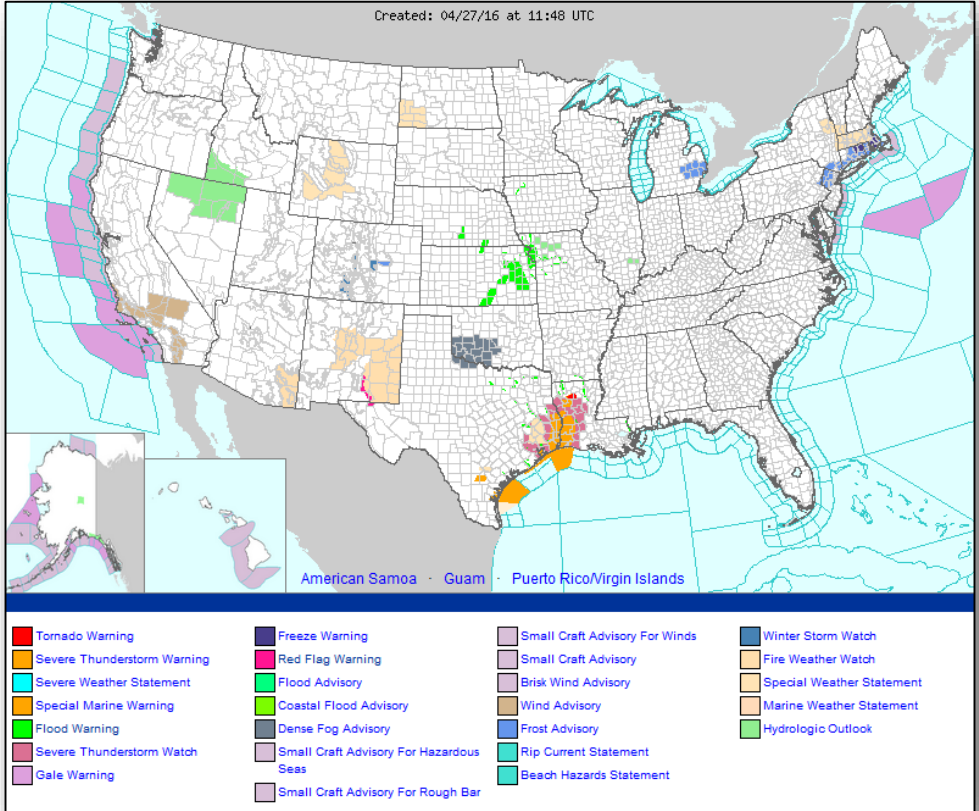 Created: 04/27/16 at 11:48 UTC
American Samoa · Guam · Puerto Rico/Virgin Islands
Tornado Warning
Severe Thunderstorm Warning
Severe Weather Statement
Special Marine Warning
Flood Warning
Severe Thunderstorm Watch
Gale Warning
Freeze Warning
Red Flag Warning
Flood Advisory
Coastal Flood Advisory
Dense Fog Advisory
Small Craft Advisory For Hazardous
Seas
Small Craft Advisory For Rough Bar
Small Craft Advisory For Winds
Small Craft Advisory
Brisk Wind Advisory
Wind Advisory
Frost Advisory
Rip Current Statement
Beach Hazards Statement
Winter Storm Watch
Fire Weather Watch
Special Weather Statement
Marine Weather Statement
Hydrologic Outlook